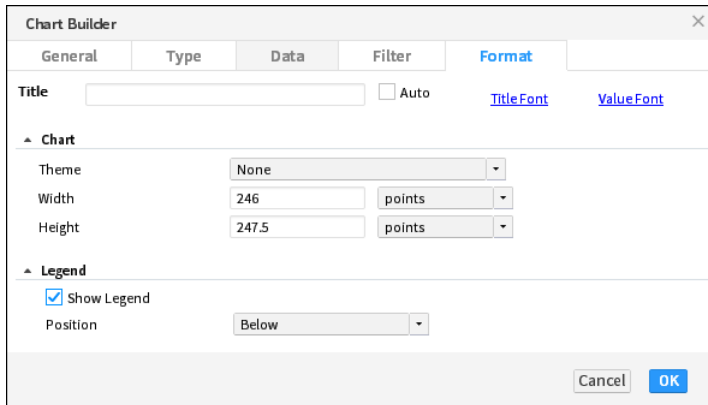 Chart Builder
General Type Data Filter Format
Title Auto Title Font Value Font
Chart
Theme None
Width 246 points
Height 247.5 points
Legend
Show Legend
Position Below
Cancel OK